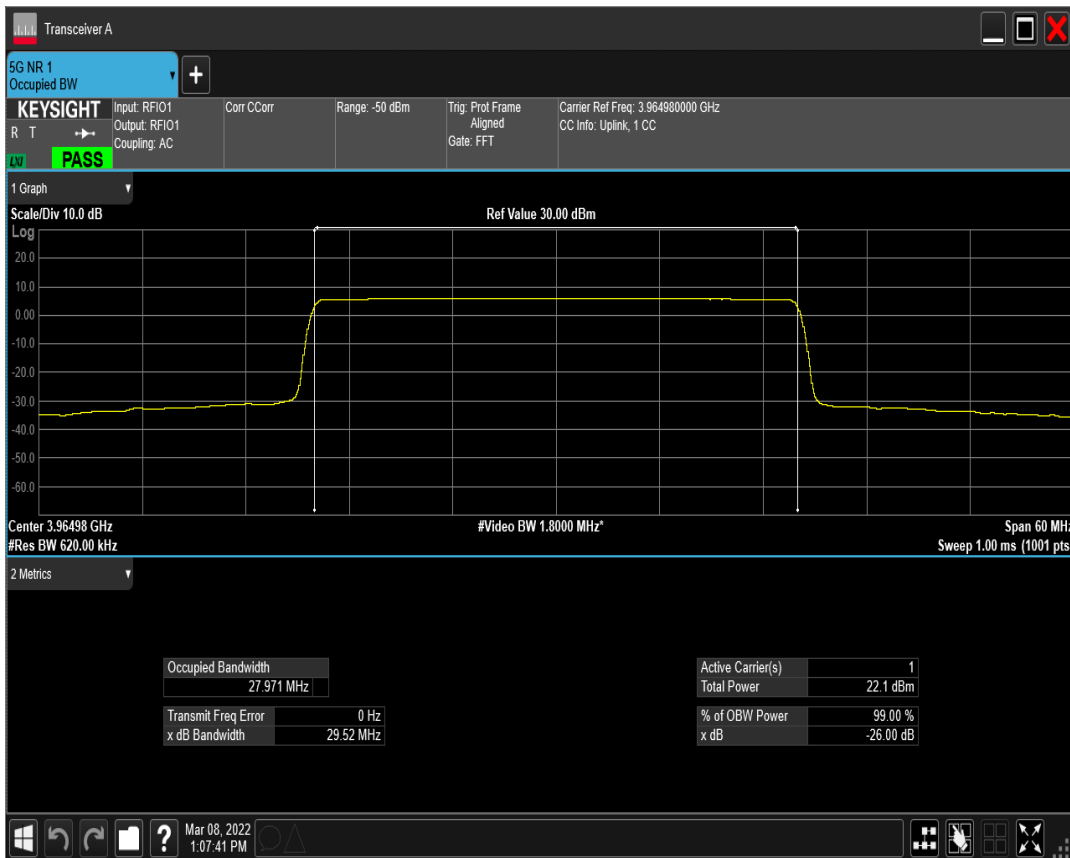 Transceiver A
5G NR 1
Occupied BW
KEYSIGHT
R T
LXI
PASS
Input: RFIO1
Output: RFIO1
Coupling: AC
Corr CCorr
Range: -50 dBm
Trig: Prot Frame
Aligned
Gate: FFT
Carrier Ref Freq: 3.964980000 GHz
CC Info: Uplink, 1 CC
1 Graph
Scale/Div 10.0 dB
Ref Value 30.00 dBm
Log
20.0
10.0
0.00
-10.0
-20.0
-30.0
-40.0
-50.0
-60.0
Center 3.96498 GHz
#Video BW 1.8000 MHz*
Span 60 MHz
#Res BW 620.00 kHz
Sweep 1.00 ms (1001 pts
2 Metrics
Occupied Bandwidth
27.971 MHz
Transmit Freq Error 0 Hz
x dB Bandwidth 29.52 MHz
Active Carrier(s) 1
Total Power 22.1 dBm
% of OBW Power 99.00 %
x dB -26.00 dB
?
Mar 08, 2022
1:07:41 PM